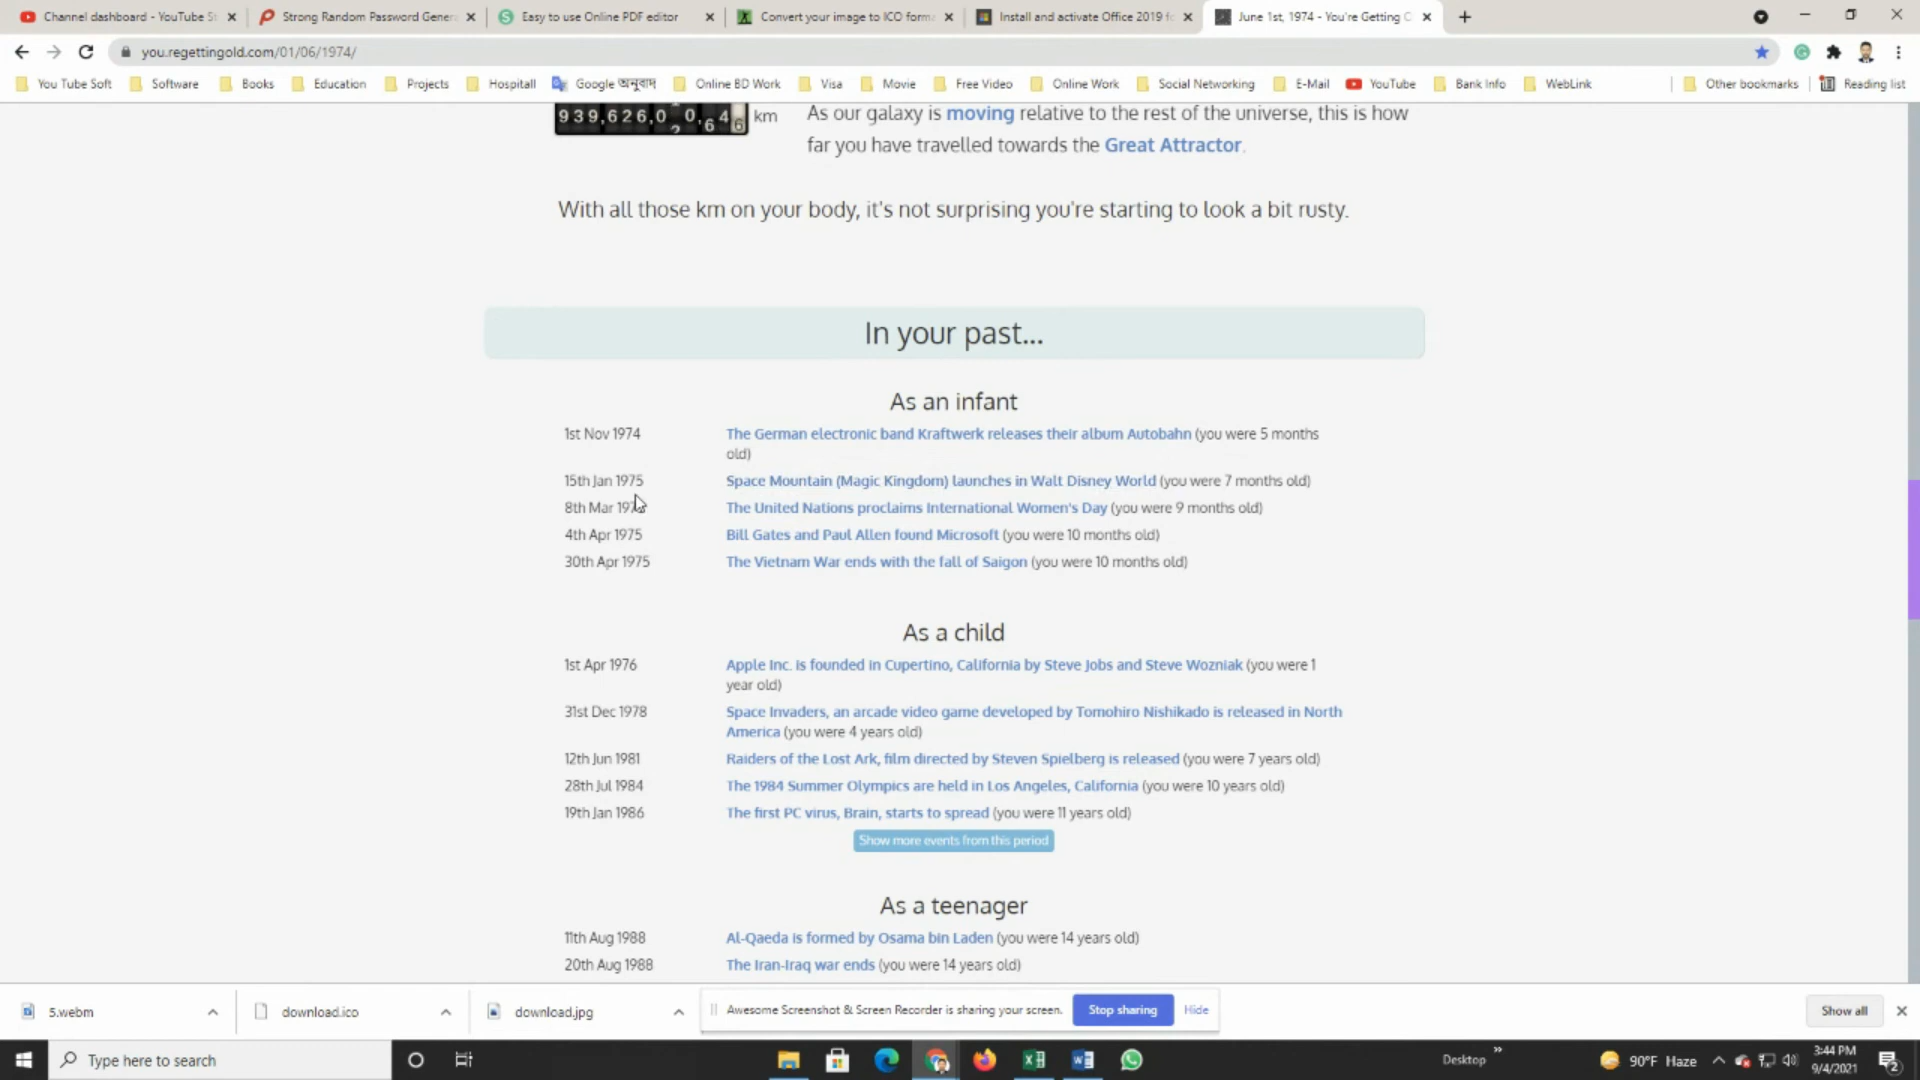 Channel dashboard - YouTube St
Strong Random Password Gener
Easy to use Online PDF editor
Convert your image to ICO form
Install and activate Office 2019 f
June 1st, 1974 - You're Getting O
you.regettingold.com/01/06/1974/
You Tube Soft
Software
Books
Education
Projects
Hospitall
Google অনুবাদ
Online BD Work
Visa
Movie
Free Video
Online Work
Social Networking
E-Mail
YouTube
Bank Info
WebLink
Other bookmarks
Reading list
km
As our galaxy is moving relative to the rest of the universe, this is how
far you have travelled towards the Great Attractor.
With all those km on your body, it's not surprising you're starting to look a bit rusty.
In your past...
As an infant
1st Nov 1974 The German electronic band Kraftwerk releases their album Autobahn (you were 5 months
old)
15th Jan 1975 Space Mountain (Magic Kingdom) launches in Walt Disney World (you were 7 months old)
8th Mar The United Nations proclaims International Women's Day (you were 9 months old)
4th Apr 1975 Bill Gates and Paul Allen found Microsoft (you were 10 months old)
30th Apr 1975 The Vietnam War ends with the fall of Saigon (you were 10 months old)
As a child
1st Apr 1976 Apple Inc. is founded in Cupertino, California by Steve Jobs and Steve Wozniak (you were 1
year old)
31st Dec 1978 Space Invaders, an arcade video game developed by Tomohiro Nishikado is released in North
America (you were 4 years old)
12th Jun 1981 Raiders of the Lost Ark, film directed by Steven Spielberg is released (you were 7 years old)
28th Jul 1984 The 1984 Summer Olympics are held in Los Angeles, California (you were 10 years old)
19th Jan 1986 The first PC virus, Brain, starts to spread (you were 11 years old)
Show more events from this period
As a teenager
11th Aug 1988 Al-Qaeda is formed by Osama bin Laden (you were 14 years old)
20th Aug 1988 The Iran-Iraq war ends (you were 14 years old)
5.webm
download.ico
download.jpg
Awesome Screenshot & Screen Recorder is sharing your screen.
Stop sharing
Hide
Show all
Type here to search
Desktop
90°F Haze
3:44 PM
9/4/2021
2